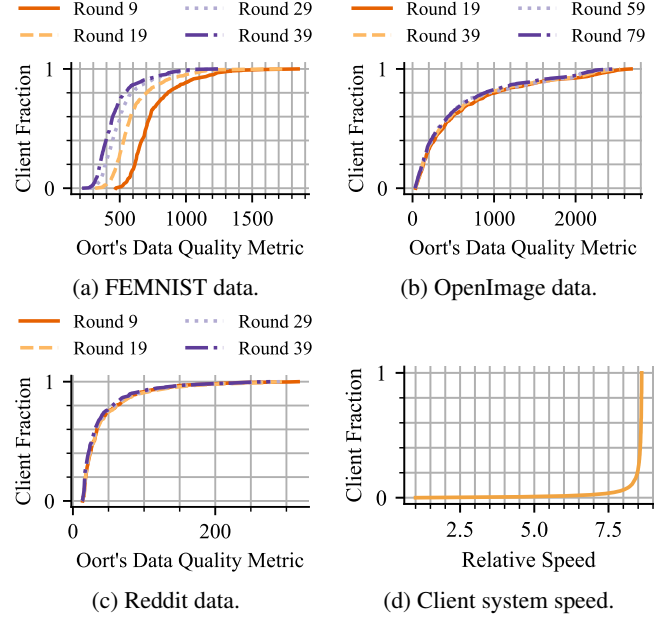 Round 9
Round 29
Round 19
Round 39
Client Fraction
1
0
500
1000
1500
Oort's Data Quality Metric
(a) FEMNIST data.
Round 19
Round 59
Round 39
Round 79
Client Fraction
1
0
0
1000
2000
Oort's Data Quality Metric
(b) OpenImage data.
Round 9
Round 29
Round 19
Round 39
Client Fraction
1
0
0
200
Oort's Data Quality Metric
(c) Reddit data.
Client Fraction
1
0
2.5
5.0
7.5
Relative Speed
(d) Client system speed.